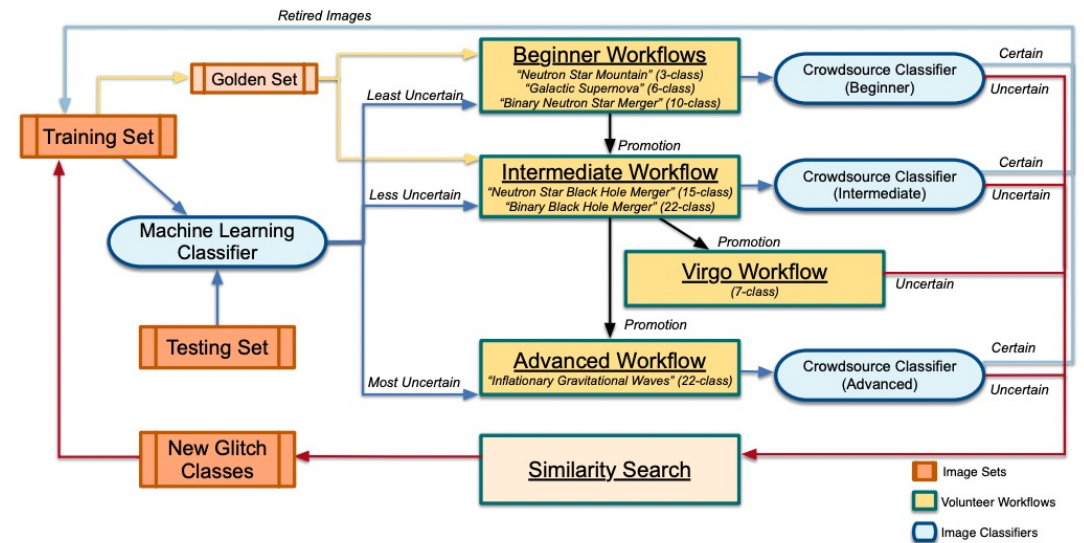 Retired Images
Golden Set
Training Set
Machine Learning
Classifier
Testing Set
New Glitch
Classes
Least Uncertain
Less Uncertain
Most Uncertain
Beginner Workflows
“Neutron Star Mountain” (3-class)
“Galactic Supernova” (6-class)
“Binary Neutron Star Merger” (10-class)
Promotion
Intermediate Workflow
“Neutron Star Black Hole Merger” (15-class)
“Binary Black Hole Merger” (22-class)
Promotion
Virgo Workflow
(7-class)
Promotion
Advanced Workflow
“Inflationary Gravitational Waves” (22-class)
Similarity Search
Crowdsource Classifier
(Beginner)
Certain
Uncertain
Crowdsource Classifier
(Intermediate)
Certain
Uncertain
Uncertain
Crowdsource Classifier
(Advanced)
Certain
Uncertain
Image Sets
Volunteer Workflows
Image Classifiers